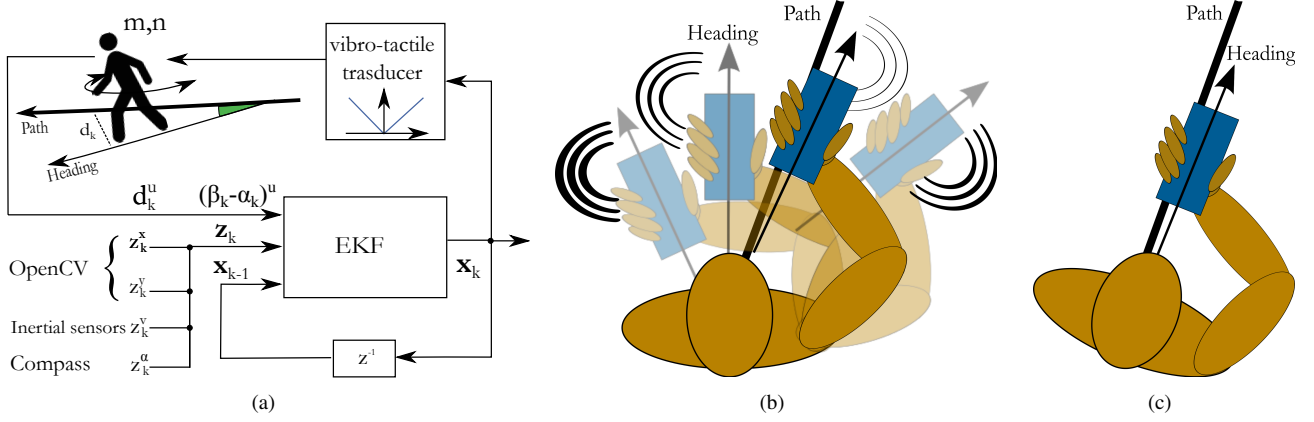 m,n
vibro-tactile
trasducer
Path
d_k
Heading
d_k^u (β_k-α_k)^u
OpenCV { z_k^x z_k
z_k^y
x_k-1
EKF
x_k
Inertial sensors z_k^v
Compass z_k^α
z^-1
(a)
Path
Heading
(b)
Path
Heading
(c)